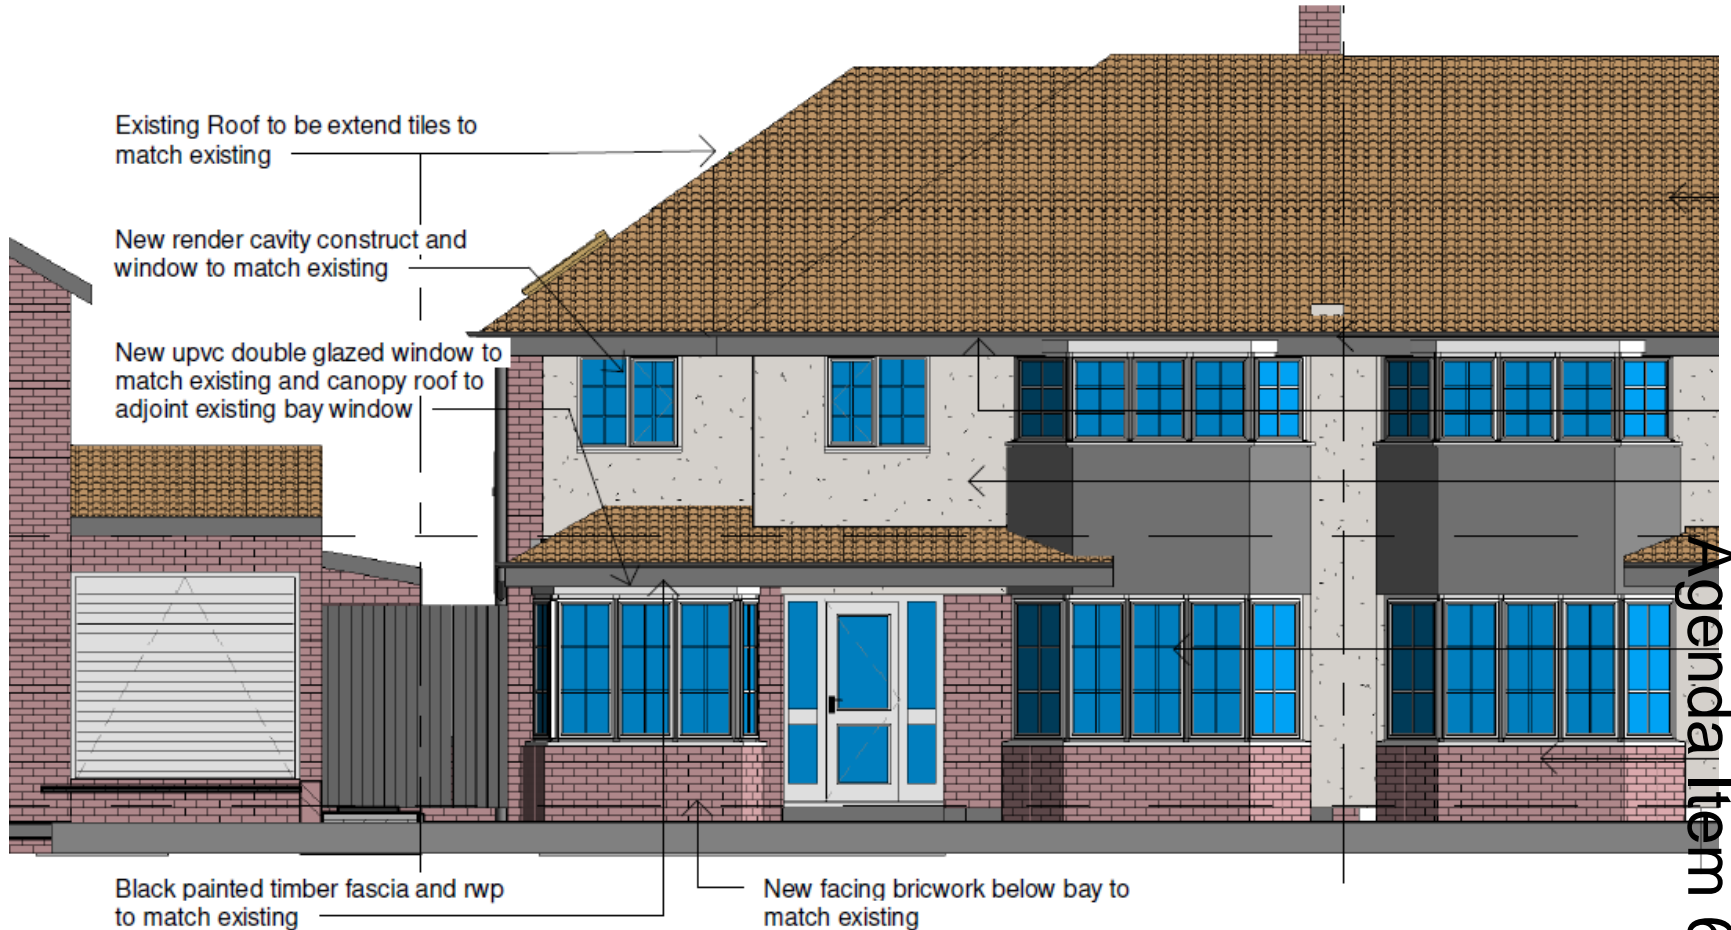 Existing Roof to be extend tiles to
match existing
New render cavity construct and
window to match existing
New upvc double glazed window to
match existing and canopy roof to
adjoint existing bay window
Black painted timber fascia and rwp
to match existing
New facing bricwork below bay to
match existing
Agenda Item 6